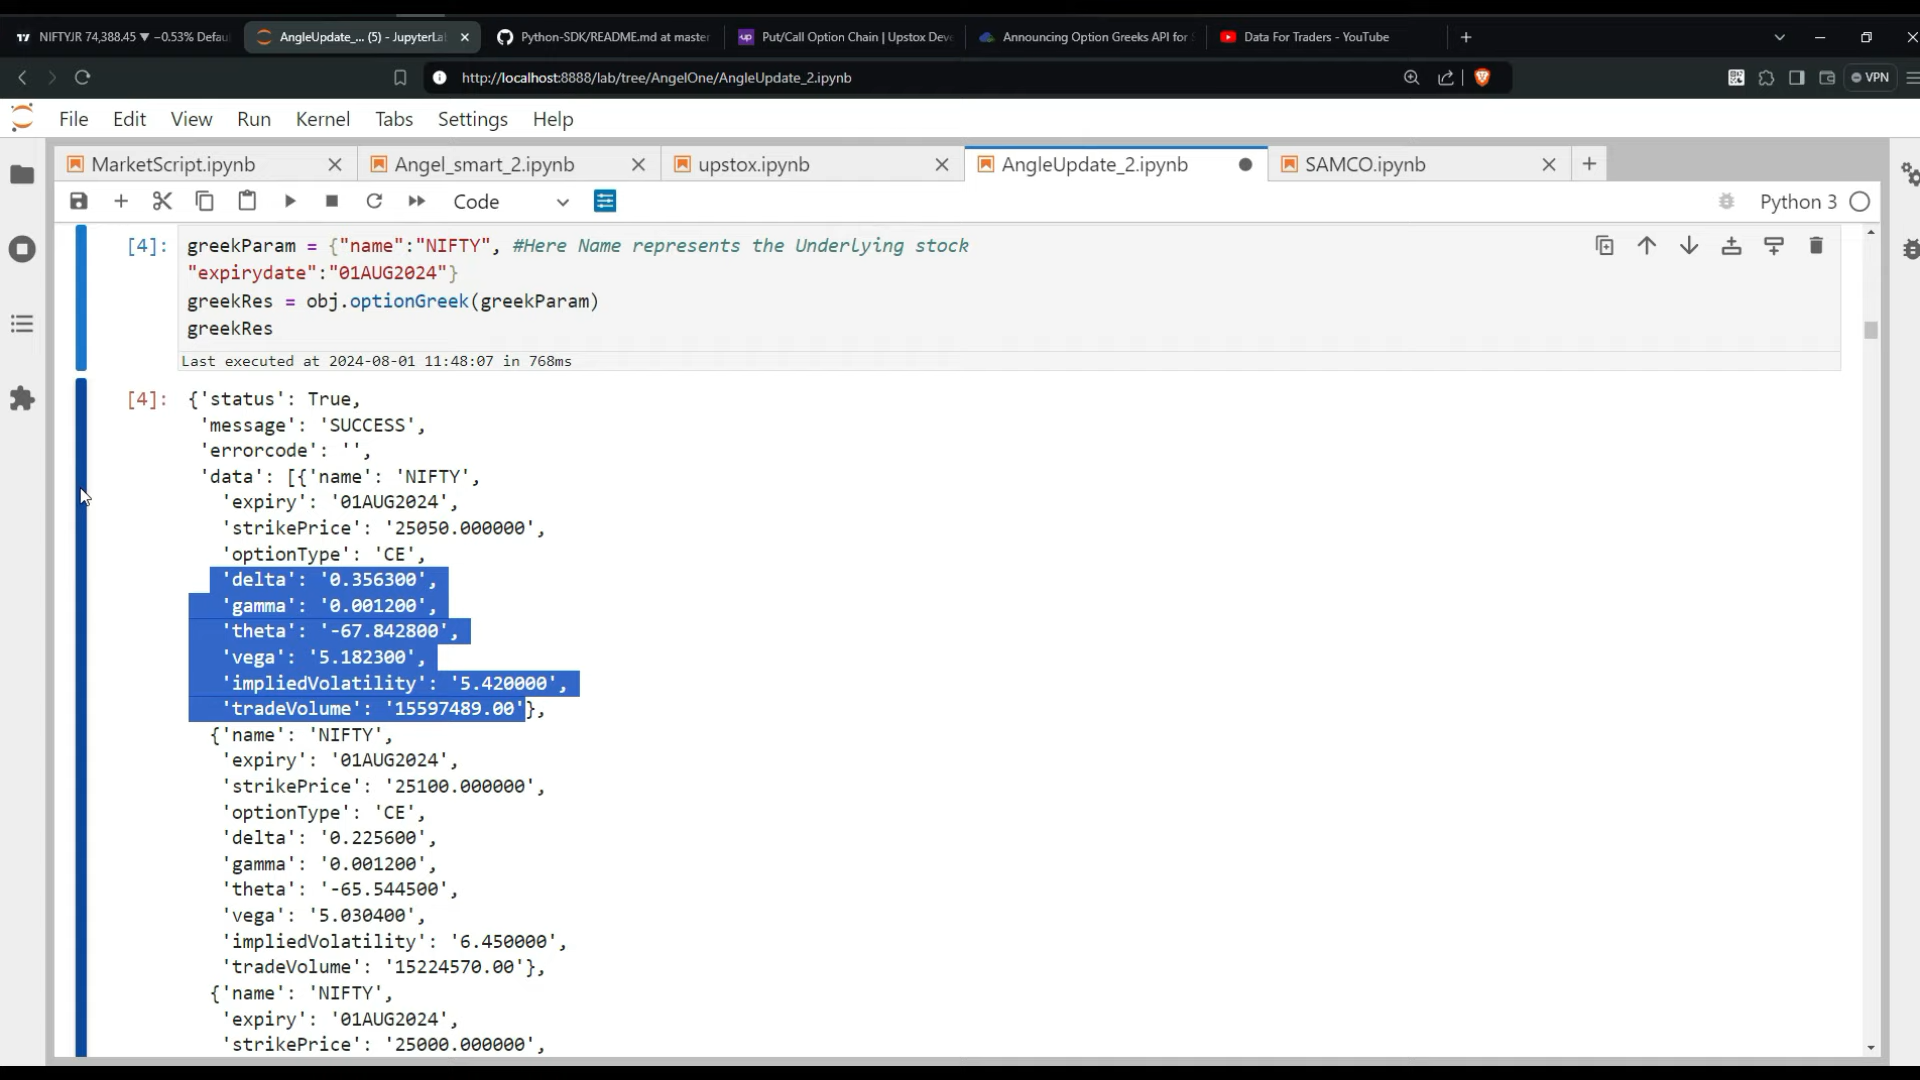 NIFTYJR 74,388.45 ▼ −0.53% Defau
AngleUpdate_... (5) - JupyterLa
Python-SDK/README.md at master
Put/Call Option Chain | Upstox Deve
Announcing Option Greeks API for
Data For Traders - YouTube
http://localhost:8888/lab/tree/AngelOne/AngleUpdate_2.ipynb
VPN
File Edit View Run Kernel Tabs Settings Help
MarketScript.ipynb
Angel_smart_2.ipynb
upstox.ipynb
AngleUpdate_2.ipynb
SAMCO.ipynb
Code
Python 3
[4]: greekParam = {"name":"NIFTY", #Here Name represents the Underlying stock
"expirydate":"01AUG2024"}
greekRes = obj.optionGreek(greekParam)
greekRes
Last executed at 2024-08-01 11:48:07 in 768ms
[4]: {'status': True,
'message': 'SUCCESS',
'errorcode': '',
'data': [{'name': 'NIFTY',
'expiry': '01AUG2024',
'strikePrice': '25050.000000',
'optionType': 'CE',
'delta': '0.356300',
'gamma': '0.001200',
'theta': '-67.842800',
'vega': '5.182300',
'impliedVolatility': '5.420000',
'tradeVolume': '15597489.00'},
{'name': 'NIFTY',
'expiry': '01AUG2024',
'strikePrice': '25100.000000',
'optionType': 'CE',
'delta': '0.225600',
'gamma': '0.001200',
'theta': '-65.544500',
'vega': '5.030400',
'impliedVolatility': '6.450000',
'tradeVolume': '15224570.00'},
{'name': 'NIFTY',
'expiry': '01AUG2024',
'strikePrice': '25000.000000',